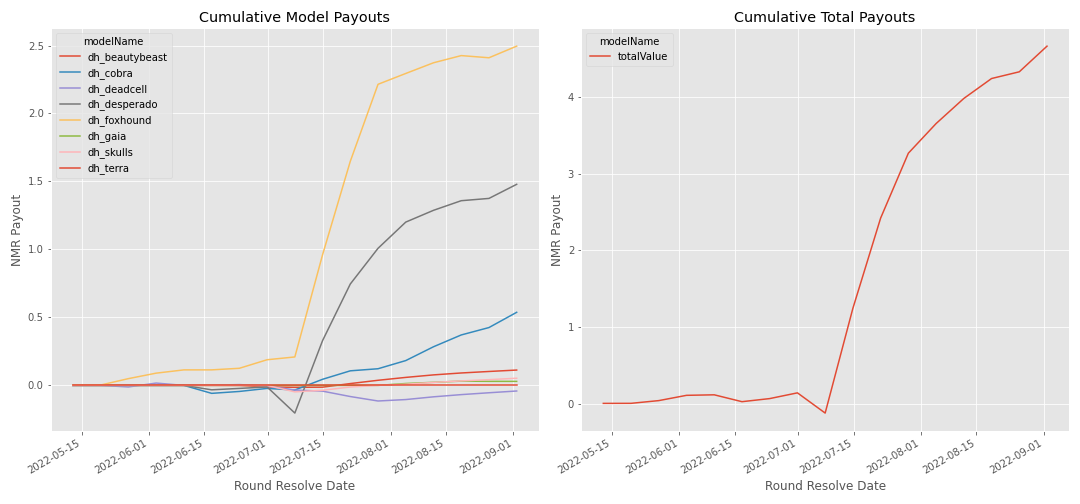 Cumulative Model Payouts
modelName
dh_beautybeast
dh_cobra
dh_deadcell
dh_desperado
dh_foxhound
dh_gaia
dh_skulls
dh_terra
2.5
2.0
1.5
1.0
0.5
0.0
NMR Payout
2022-05-15
2022-06-01
2022-06-15
2022-07-01
2022-07-15
2022-08-01
2022-08-15
2022-09-01
Round Resolve Date
Cumulative Total Payouts
modelName
totalValue
4
3
2
1
0
NMR Payout
2022-05-15
2022-06-01
2022-06-15
2022-07-01
2022-07-15
2022-08-01
2022-08-15
2022-09-01
Round Resolve Date